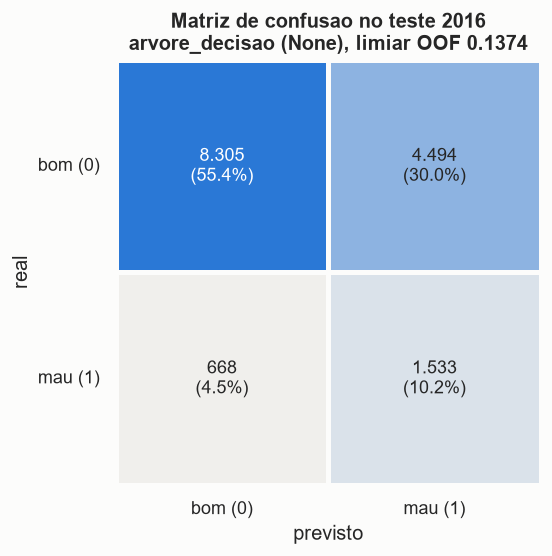 Matriz de confusao no teste 2016
arvore_decisao (None), limiar OOF 0.1374
bom (0)
8.305
(55.4%)
4.494
(30.0%)
real
mau (1)
668
(4.5%)
1.533
(10.2%)
bom (0)
mau (1)
previsto